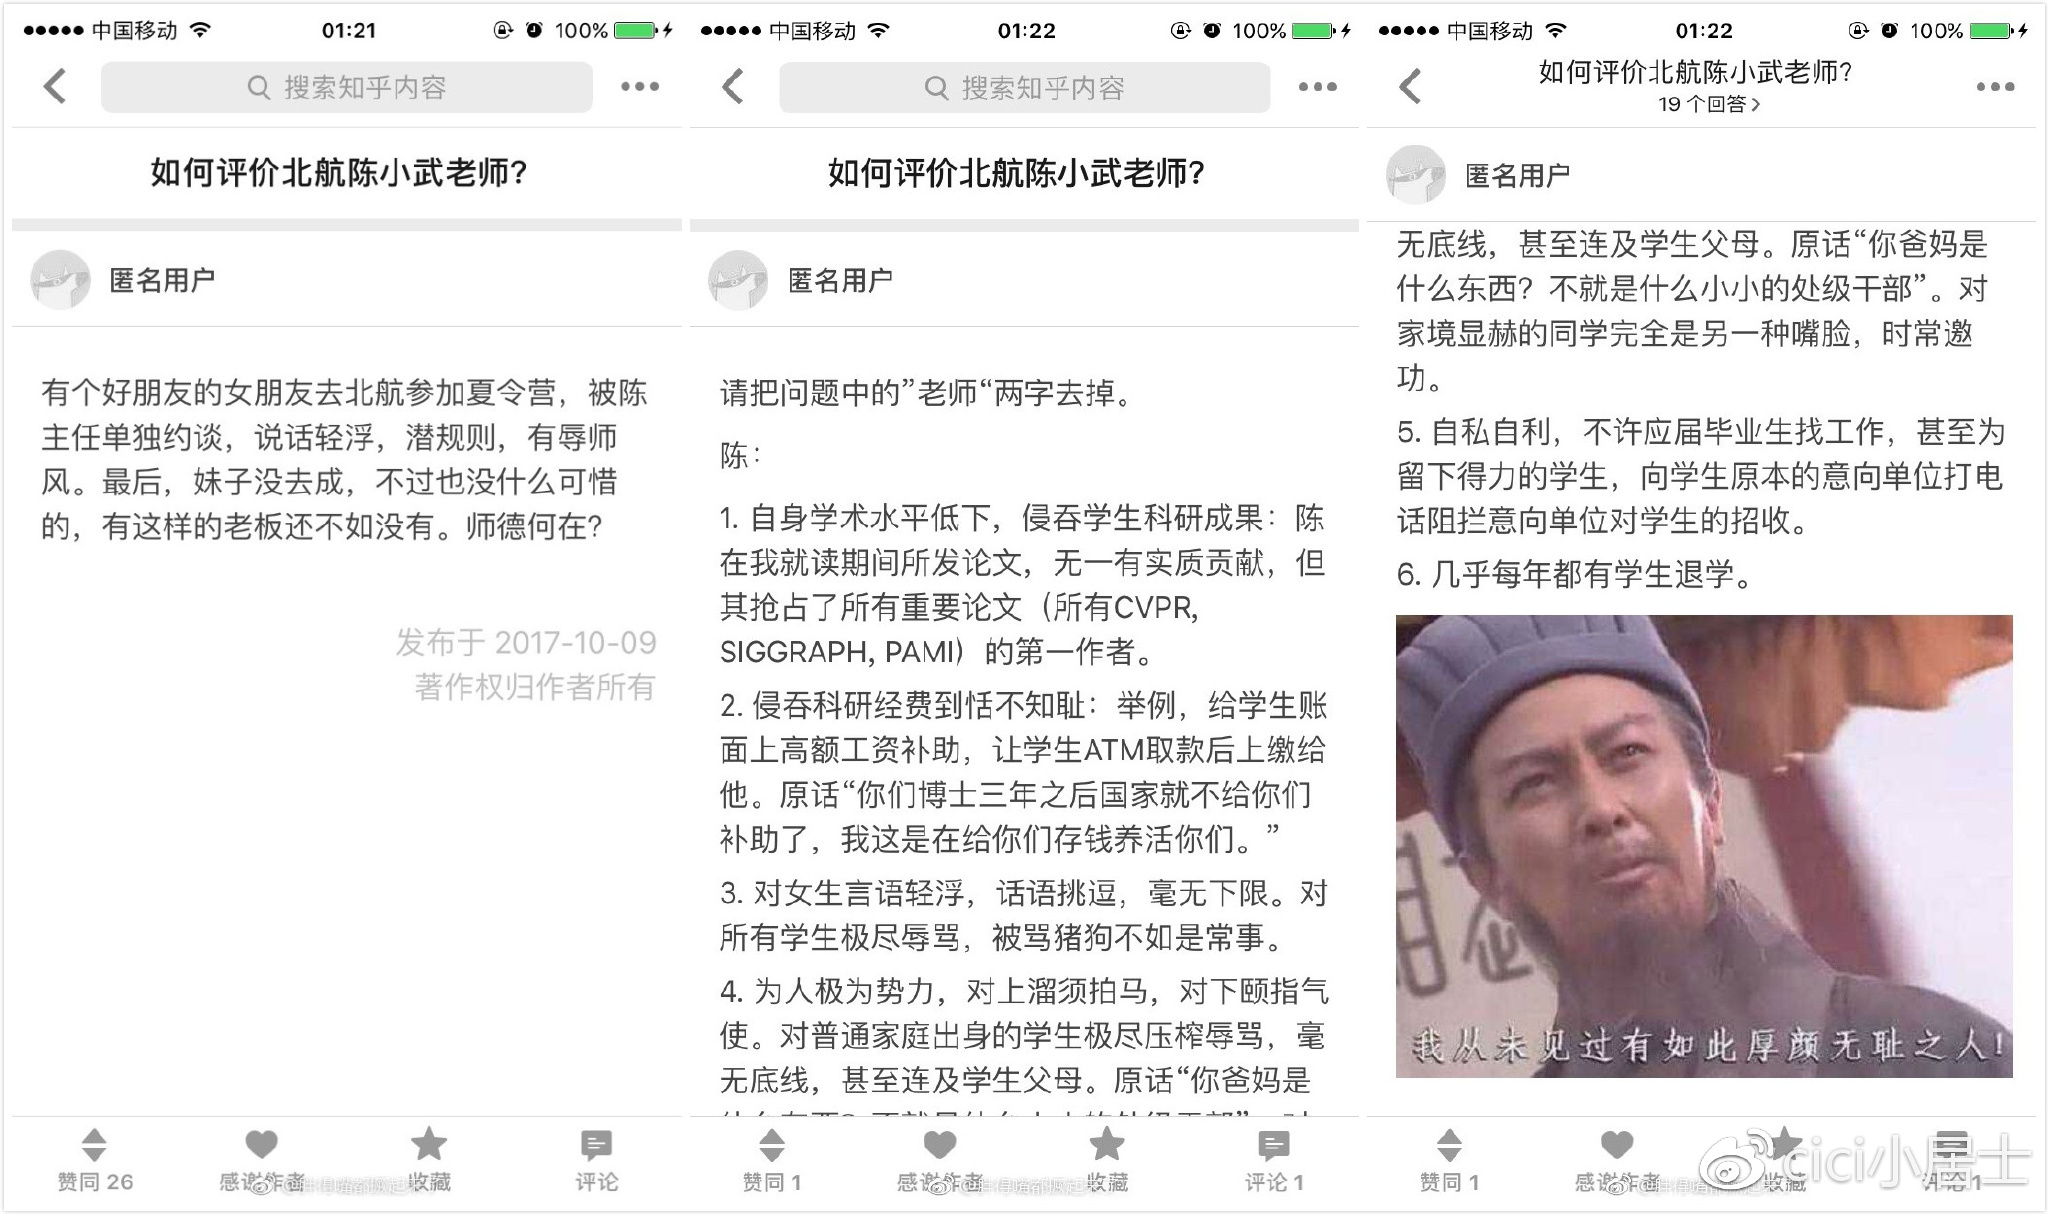 中国移动 01:21 100%
搜索知乎内容
如何评价北航陈小武老师？
匿名用户
有个好朋友的女朋友去北航参加夏令营，被陈
主任单独约谈，说话轻浮，潜规则，有辱师
风。最后，妹子没去成，不过也没什么可惜
的，有这样的老板还不如没有。师德何在？
发布于 2017-10-09
著作权归作者所有
赞同 26 感谢作者 收藏 评论
中国移动 01:22 100%
搜索知乎内容
如何评价北航陈小武老师？
匿名用户
请把问题中的”老师“两字去掉。
陈：
1. 自身学术水平低下，侵吞学生科研成果：陈
在我就读期间所发论文，无一有实质贡献，但
其抢占了所有重要论文（所有CVPR,
SIGGRAPH, PAMI）的第一作者。
2. 侵吞科研经费到恬不知耻：举例，给学生账
面上高额工资补助，让学生ATM取款后上缴给
他。原话“你们博士三年之后国家就不给你们
补助了，我这是在给你们存钱养活你们。”
3. 对女生言语轻浮，话语挑逗，毫无下限。对
所有学生极尽辱骂，被骂猪狗不如是常事。
4. 为人极为势力，对上溜须拍马，对下颐指气
使。对普通家庭出身的学生极尽压榨辱骂，毫
无底线，甚至连及学生父母。原话“你爸妈是
赞同 1 感谢作者 收藏 评论 1
中国移动 01:22 100%
如何评价北航陈小武老师？
19 个回答
匿名用户
无底线，甚至连及学生父母。原话“你爸妈是
什么东西？不就是什么小小的处级干部”。对
家境显赫的同学完全是另一种嘴脸，时常邀
功。
5. 自私自利，不许应届毕业生找工作，甚至为
留下得力的学生，向学生原本的意向单位打电
话阻拦意向单位对学生的招收。
6. 几乎每年都有学生退学。
我从未见过有如此厚颜无耻之人！
赞同 1 感谢作者 收藏 评论 1
cici小居士